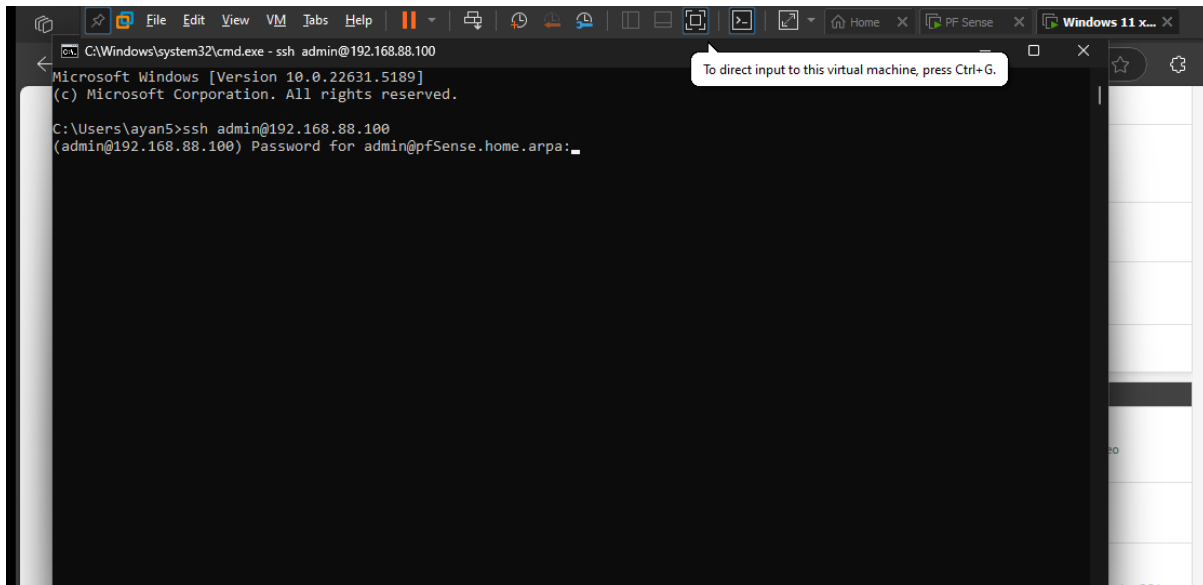 File Edit View VM Tabs Help Home PF Sense Windows 11 x...
C:\Windows\system32\cmd.exe - ssh admin@192.168.88.100
To direct input to this virtual machine, press Ctrl+G.
Microsoft Windows [Version 10.0.22631.5189]
(c) Microsoft Corporation. All rights reserved.
C:\Users\ayan5>ssh admin@192.168.88.100
(admin@192.168.88.100) Password for admin@pfSense.home.arpa: